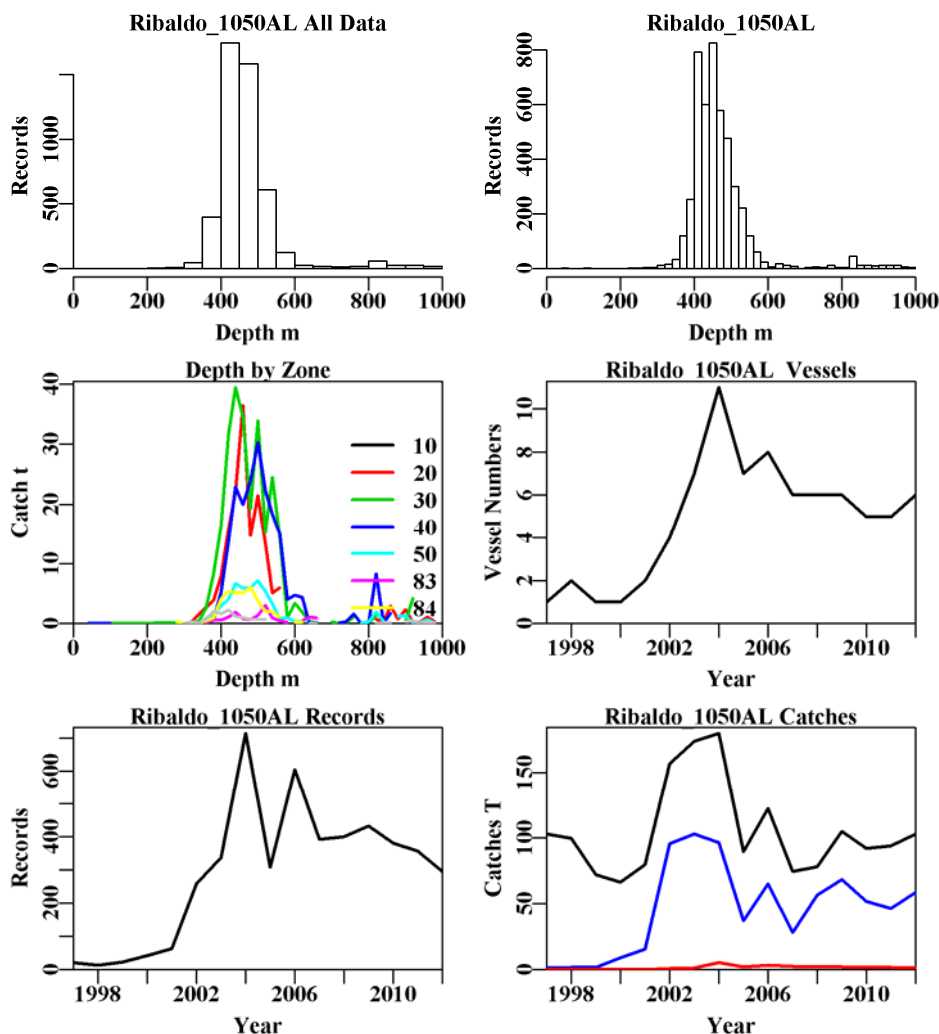 Ribaldo_1050AL All Data
Records
0 500 1000
0 200 400 600 800 1000
Depth m
Ribaldo_1050AL
Records
0 200 400 600 800
0 200 400 600 800 1000
Depth m
Depth by Zone
Catch t
0 10 20 30 40
0 200 400 600 800 1000
Depth m
10
20
30
40
50
83
84
Ribaldo_1050AL Vessels
Vessel Numbers
0 2 4 6 8 10
1998 2002 2006 2010
Year
Ribaldo_1050AL Records
Records
0 200 400 600
1998 2002 2006 2010
Year
Ribaldo_1050AL Catches
Catches T
0 50 100 150
1998 2002 2006 2010
Year